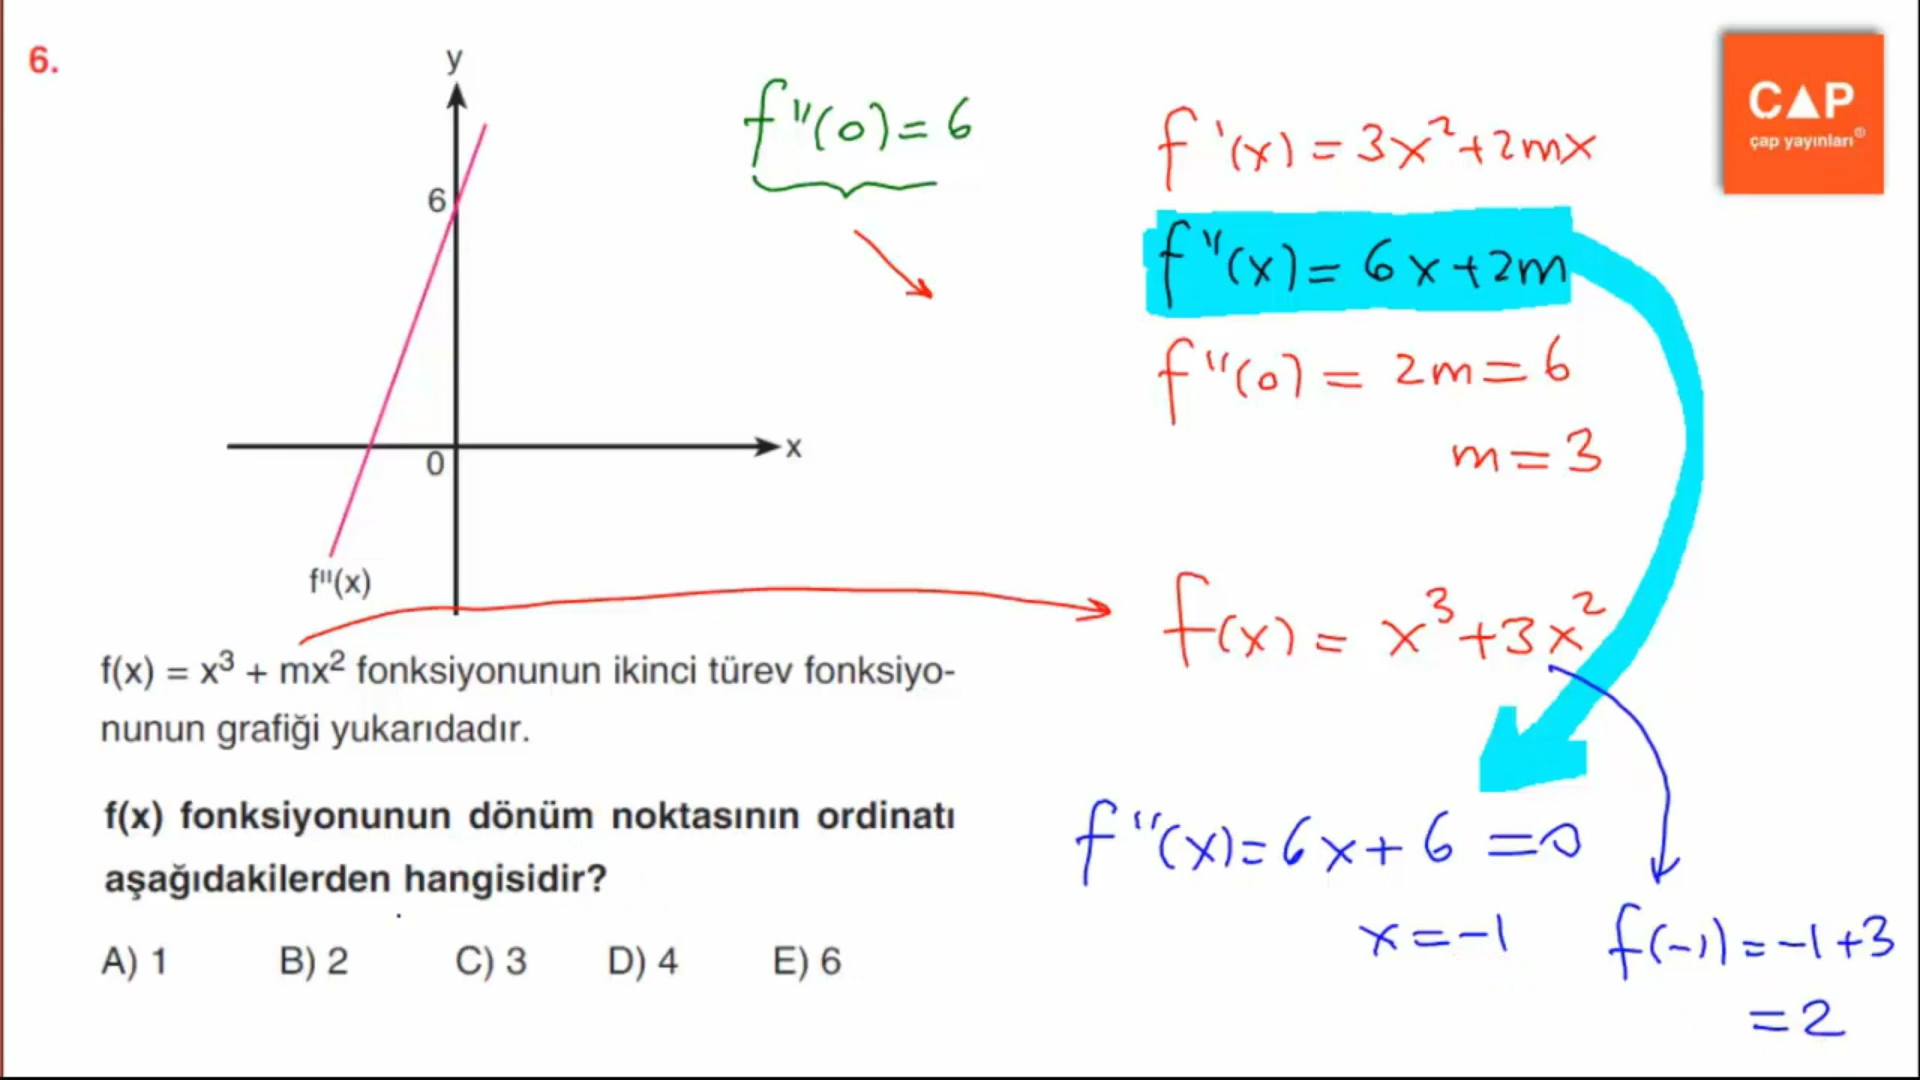 6.
y
6
0
x
f''(x)
f(x) = x³ + mx² fonksiyonunun ikinci türev fonksiyo-
nunun grafiği yukarıdadır.
f(x) fonksiyonunun dönüm noktasının ordinatı
aşağıdakilerden hangisidir?
A) 1 B) 2 C) 3 D) 4 E) 6
f''(0) = 6
f'(x) = 3x² + 2mx
f''(x) = 6x + 2m
f''(0) = 2m = 6
m = 3
f(x) = x³ + 3x²
f''(x) = 6x + 6 = 0
x = -1
f(-1) = -1 + 3
= 2
CAP
çap yayınları®